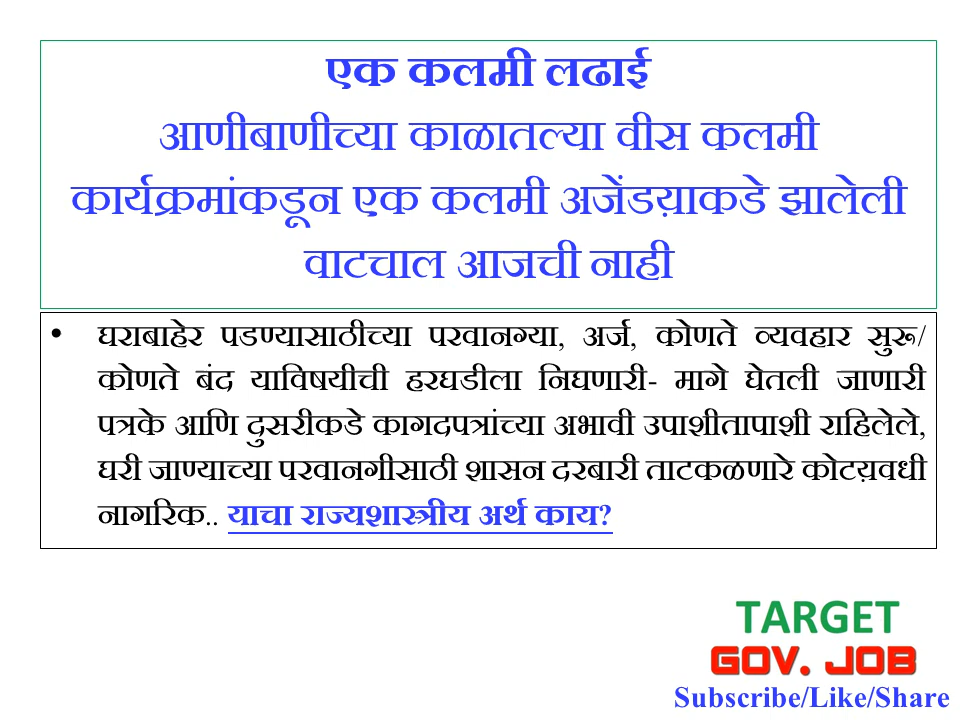 एक कलमी लढाई
आणीबाणीच्या काळातल्या वीस कलमी
कार्यक्रमांकडून एक कलमी अजेंडय़ाकडे झालेली
वाटचाल आजची नाही
• घराबाहेर पडण्यासाठीच्या परवानग्या, अर्ज, कोणते व्यवहार सुरू/
कोणते बंद याविषयीची हरघडीला निघणारी- मागे घेतली जाणारी
पत्रके आणि दुसरीकडे कागदपत्रांच्या अभावी उपाशीतापाशी राहिलेले,
घरी जाण्याच्या परवानगीसाठी शासन दरबारी ताटकळणारे कोटय़वधी
नागरिक.. याचा राज्यशास्त्रीय अर्थ काय?
TARGET
GOV. JOB
Subscribe/Like/Share